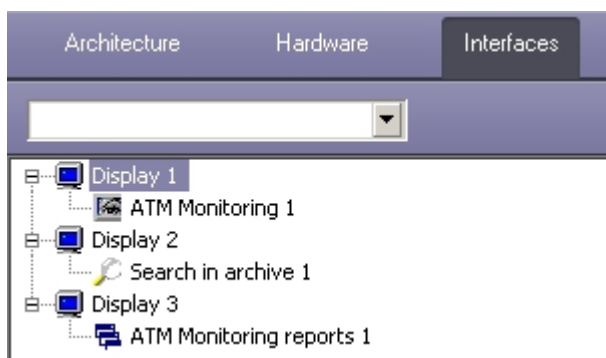 Architecture Hardware Interfaces
Display 1
ATM Monitoring 1
Display 2
Search in archive 1
Display 3
ATM Monitoring reports 1